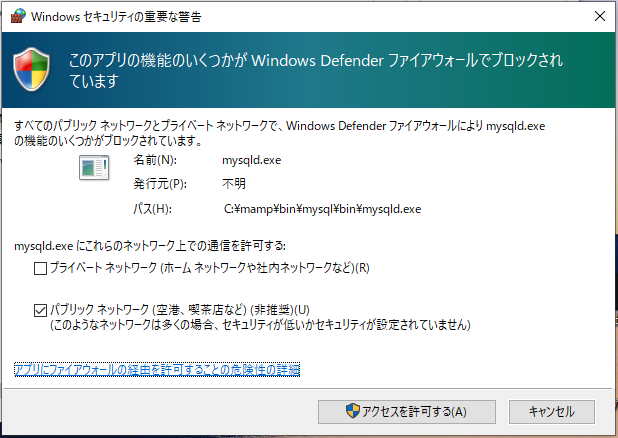 Windows セキュリティの重要な警告
このアプリの機能のいくつかが Windows Defender ファイアウォールでブロックされ
ています
すべてのパブリック ネットワークとプライベート ネットワークで、Windows Defender ファイアウォールにより mysqld.exe
の機能のいくつかがブロックされています。
名前(N): mysqld.exe
発行元(P): 不明
パス(H): C:¥mamp¥bin¥mysql¥bin¥mysqld.exe
mysqld.exe にこれらのネットワーク上での通信を許可する:
プライベート ネットワーク (ホーム ネットワークや社内ネットワークなど)(R)
パブリック ネットワーク (空港、喫茶店など) (非推奨)(U)
(このようなネットワークは多くの場合、セキュリティが低いかセキュリティが設定されていません)
アプリにファイアウォールの経由を許可することの危険性の詳細
アクセスを許可する(A) キャンセル